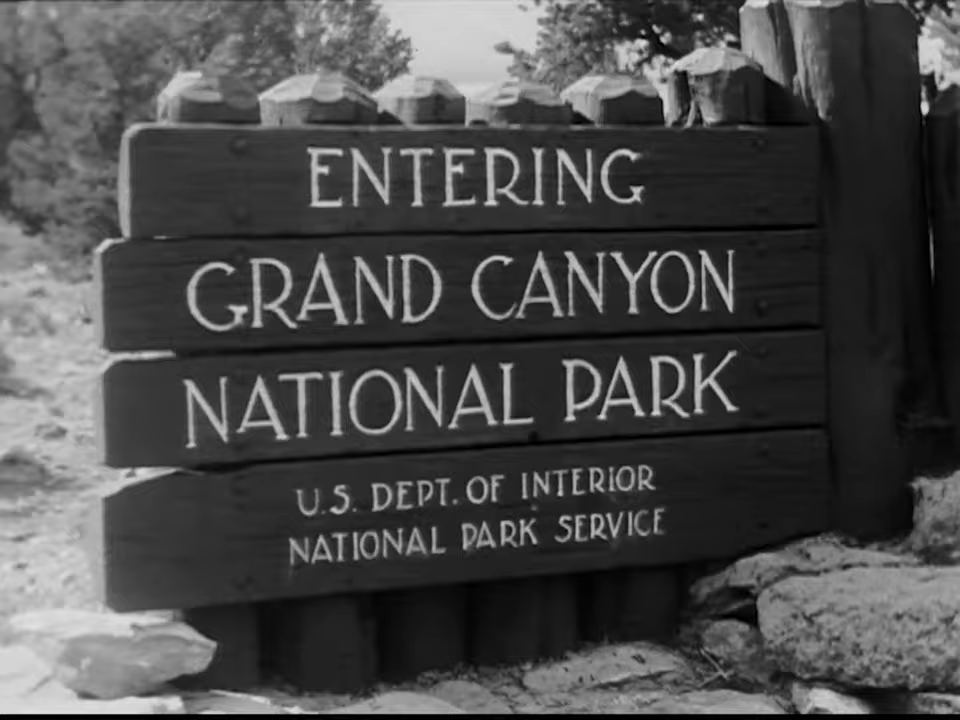 ENTERING
GRAND CANYON
NATIONAL PARK
U.S. DEPT. OF INTERIOR
NATIONAL PARK SERVICE